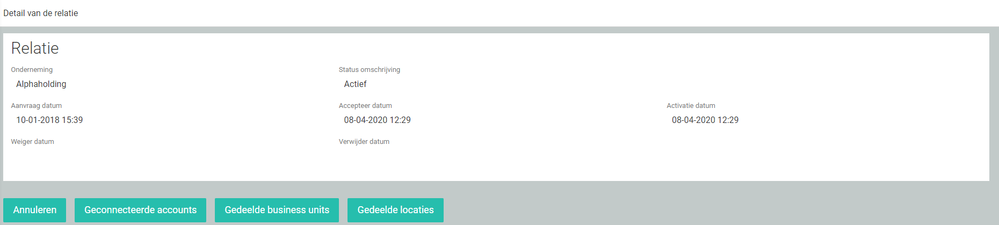 Detail van de relatie
Relatie
Onderneming
Status omschrijving
Alphaholding
Actief
Aanvraag datum
Accepteer datum
Activatie datum
10-01-2018 15:39
08-04-2020 12:29
08-04-2020 12:29
Weiger datum
Verwijder datum
Annuleren
Geconnecteerde accounts
Gedeelde business units
Gedeelde locaties